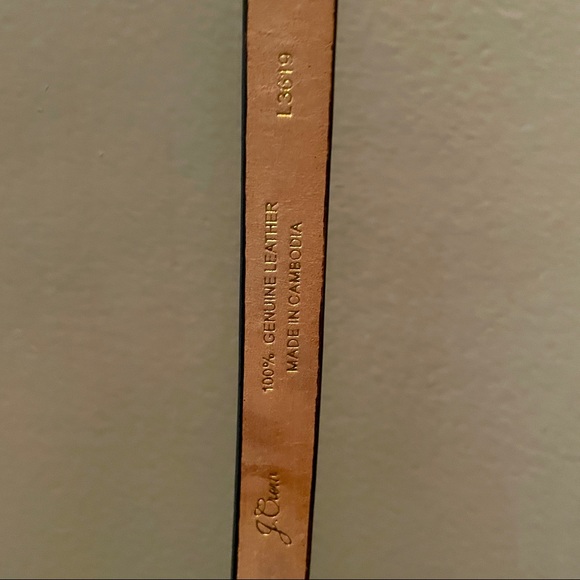 J.Crew
100% GENUINE LEATHER
MADE IN CAMBODIA
L3619